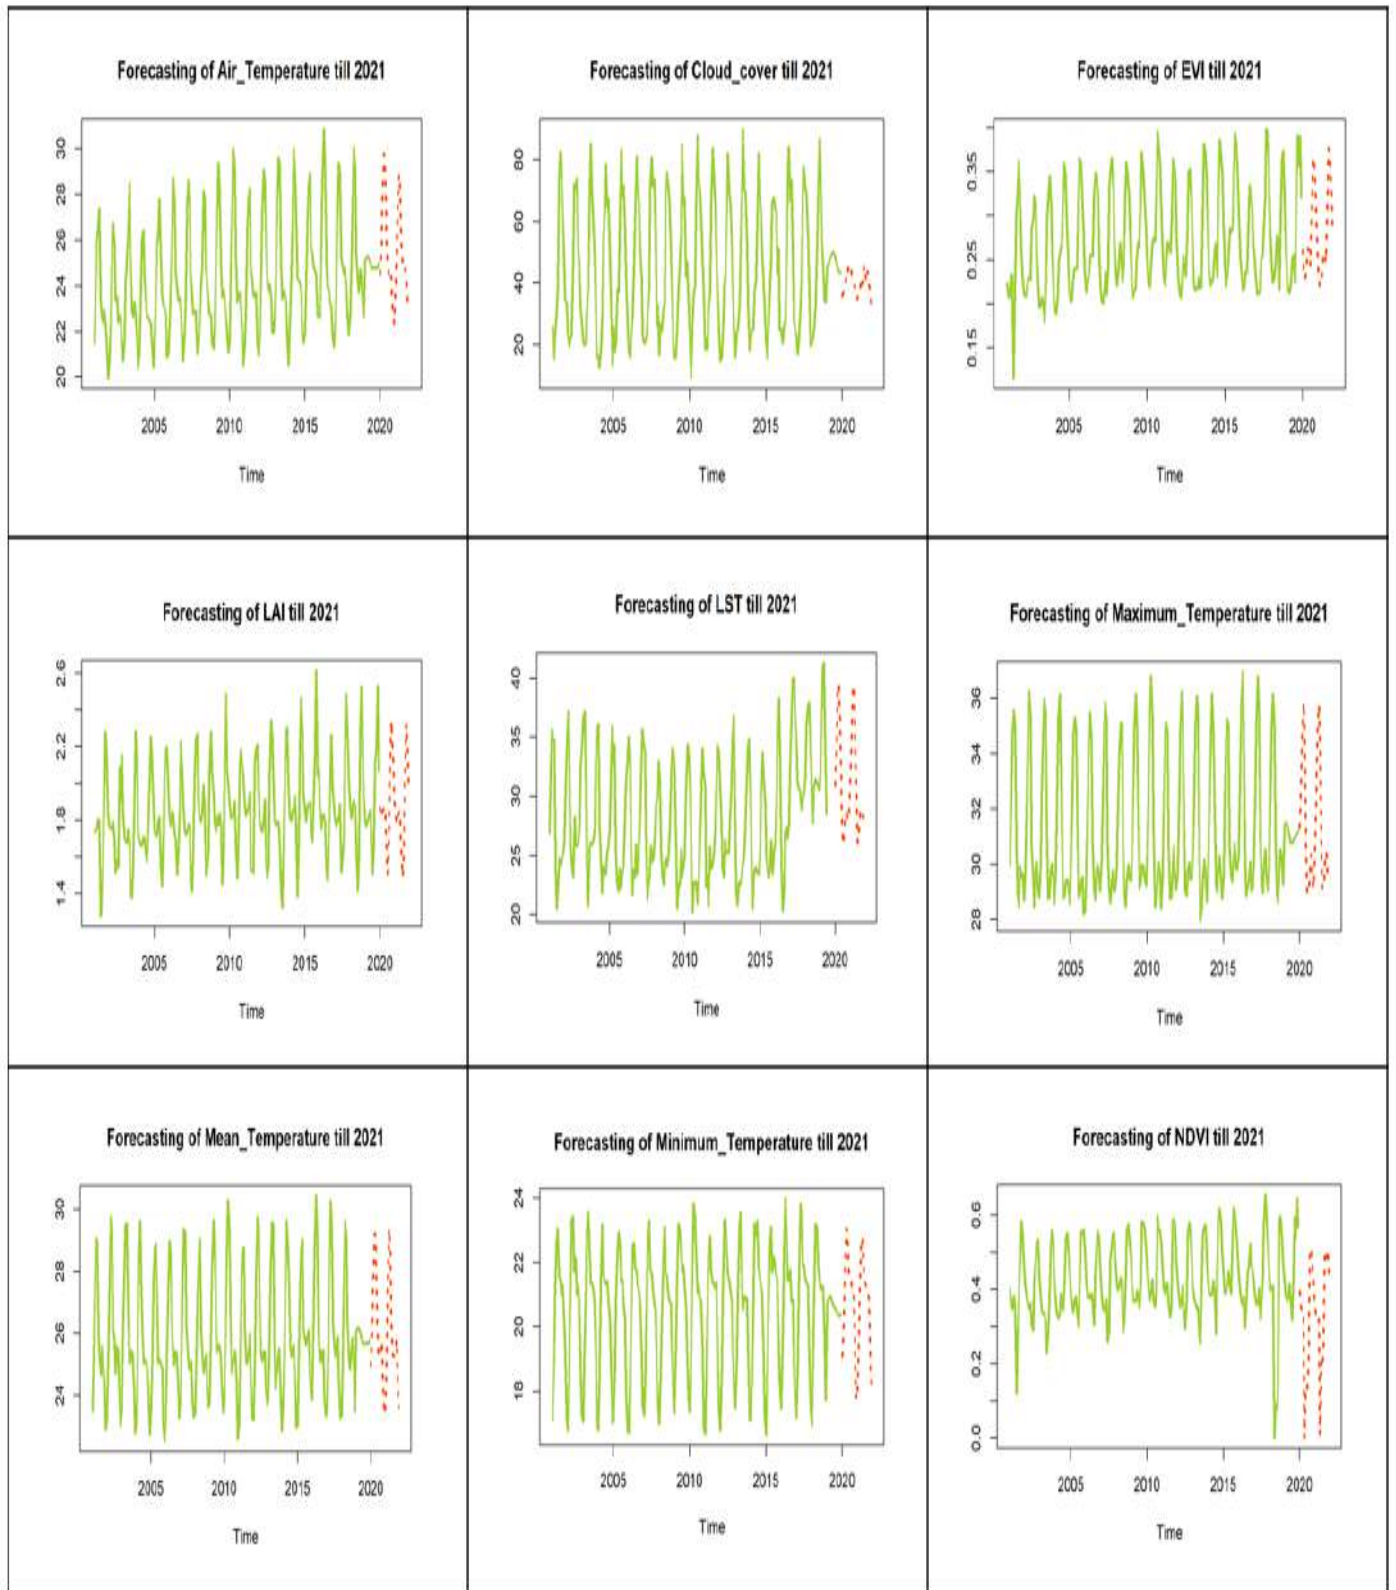 Forecasting of Air_Temperature till 2021
30
28
26
24
22
20
2005 2010 2015 2020
Time
Forecasting of Cloud_cover till 2021
80
60
40
20
2005 2010 2015 2020
Time
Forecasting of EVI till 2021
0.35
0.25
0.15
2005 2010 2015 2020
Time
Forecasting of LAI till 2021
2.6
2.2
1.8
1.4
2005 2010 2015 2020
Time
Forecasting of LST till 2021
40
35
30
25
20
2005 2010 2015 2020
Time
Forecasting of Maximum_Temperature till 2021
36
34
32
30
28
2005 2010 2015 2020
Time
Forecasting of Mean_Temperature till 2021
30
28
26
24
2005 2010 2015 2020
Time
Forecasting of Minimum_Temperature till 2021
24
22
20
18
2005 2010 2015 2020
Time
Forecasting of NDVI till 2021
0.6
0.4
0.2
0.0
2005 2010 2015 2020
Time